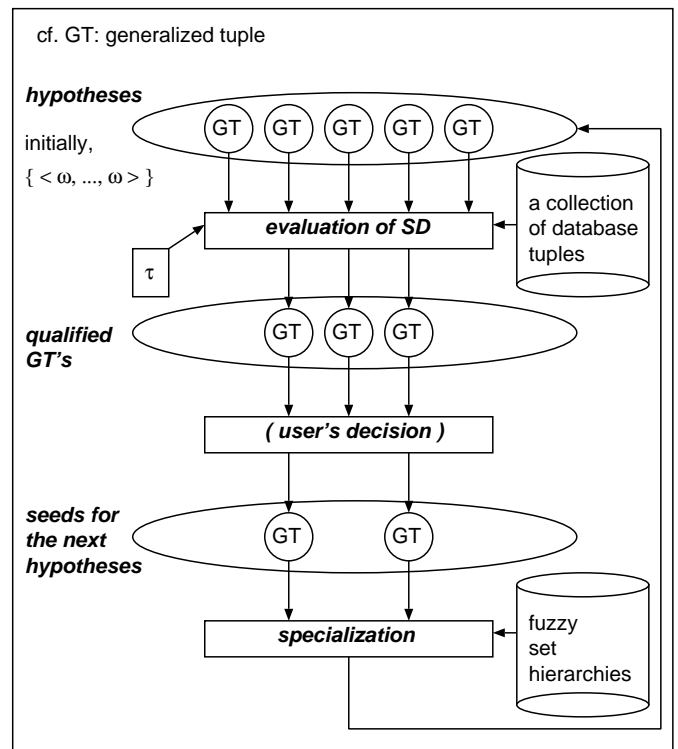 cf. GT: generalized tuple
hypotheses
GT GT GT GT GT
initially,
{ < ω, ..., ω > }
a collection
of database
tuples
evaluation of SD
τ
qualified
GT's
GT GT GT
( user's decision )
seeds for
the next
hypotheses
GT GT
fuzzy
set
hierarchies
specialization